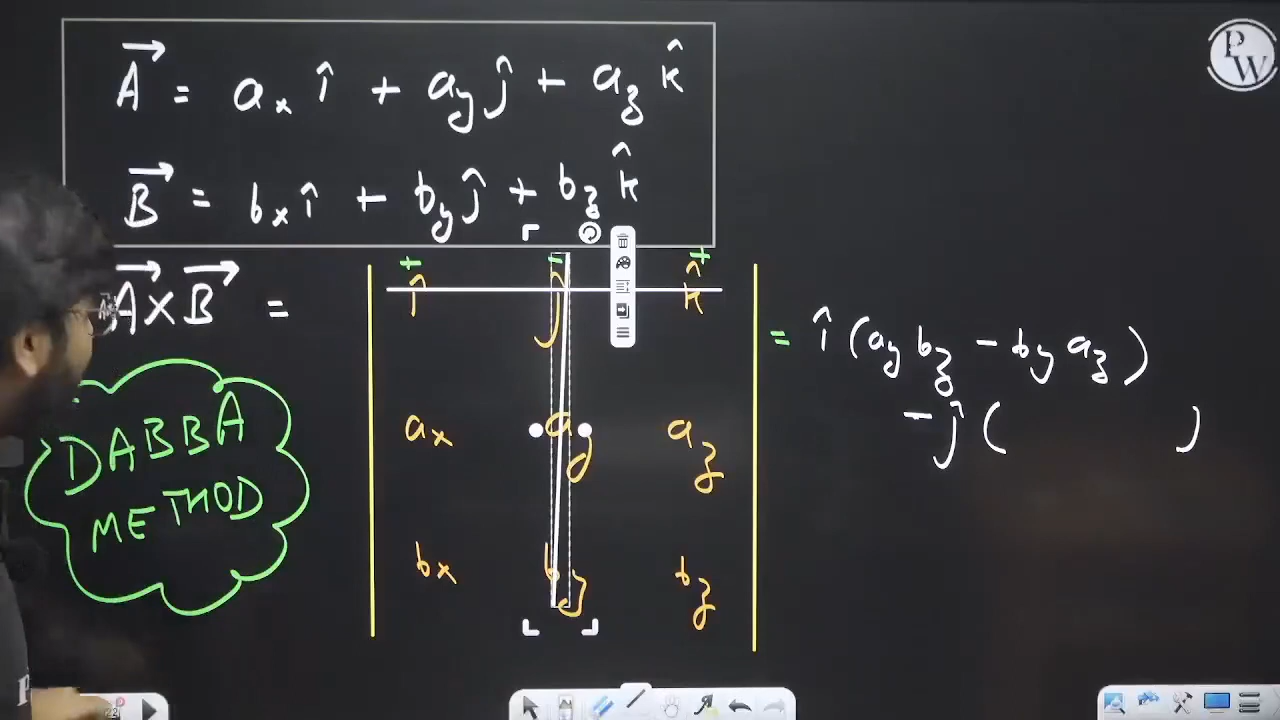 A⃗ = aₓ î + a_y ĵ + a_z k̂
B⃗ = bₓ î + b_y ĵ + b_z k̂
A⃗ × B⃗ =
+ - +
î ĵ k̂
aₓ a_y a_z
bₓ b_y b_z
= î (a_y b_z - b_y a_z)
- ĵ ( )
DABBA
METHOD
PW